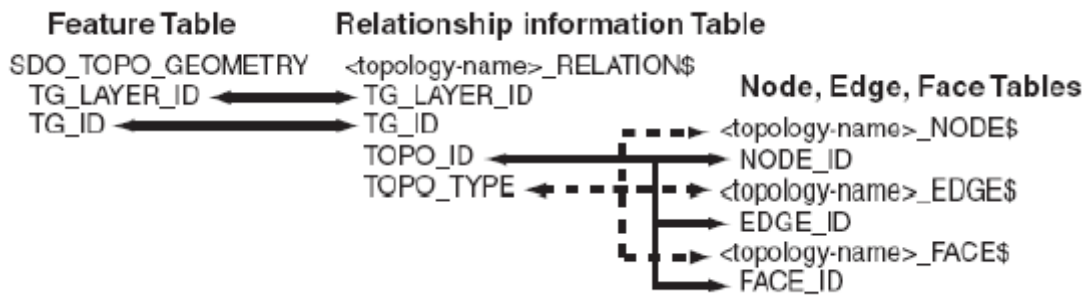 Feature Table
SDO_TOPO_GEOMETRY
TG_LAYER_ID
TG_ID
Relationship information Table
<topology-name>_RELATION$
TG_LAYER_ID
TG_ID
TOPO_ID
TOPO_TYPE
Node, Edge, Face Tables
<topology-name>_NODE$
NODE_ID
<topology-name>_EDGE$
EDGE_ID
<topology-name>_FACE$
FACE_ID